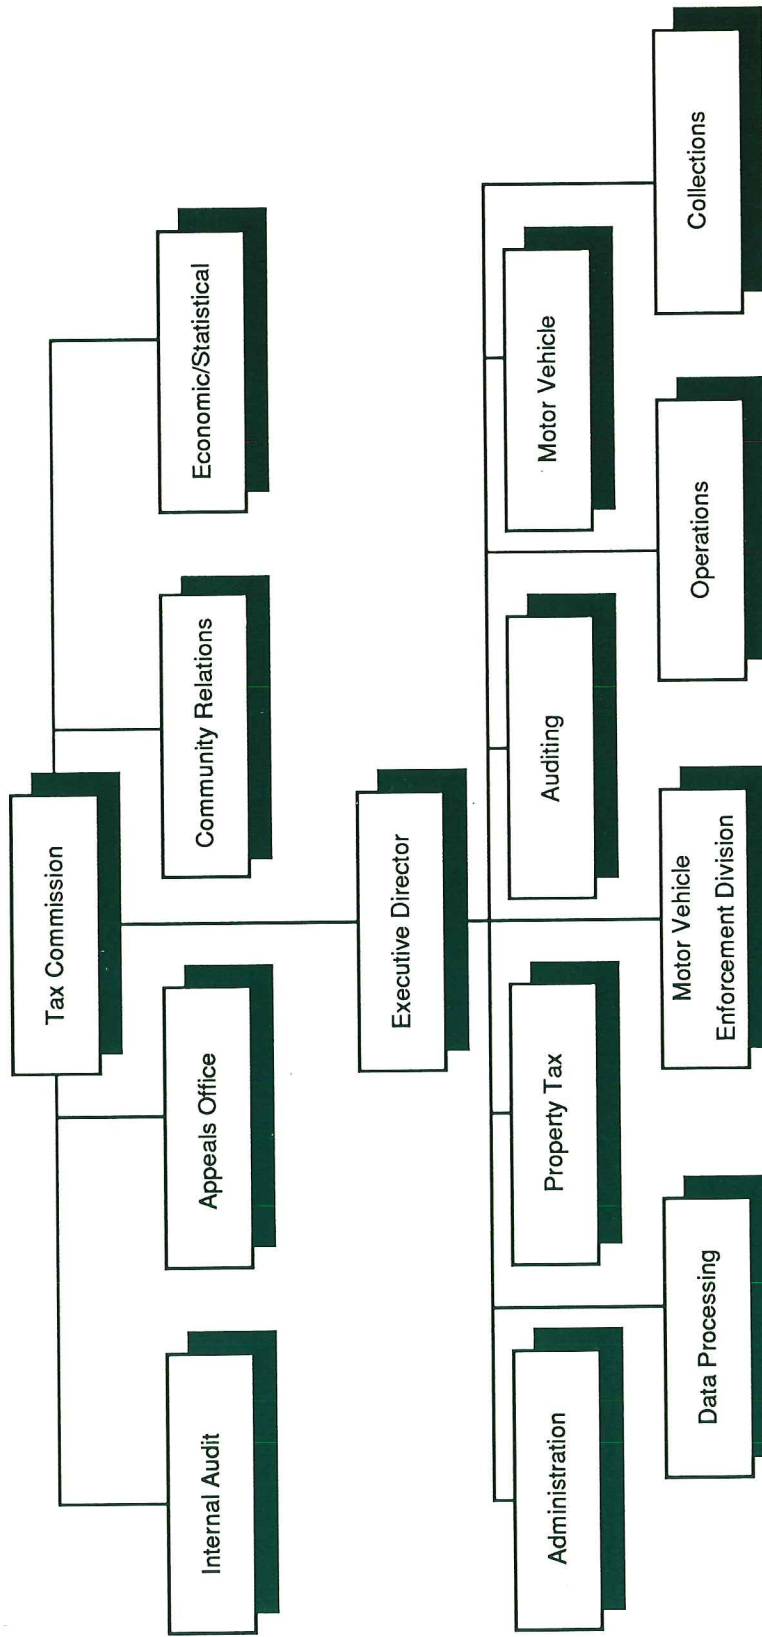 Tax Commission
Internal Audit
Appeals Office
Community Relations
Economic/Statistical
Executive Director
Administration
Property Tax
Auditing
Motor Vehicle
Data Processing
Motor Vehicle
Enforcement Division
Operations
Collections